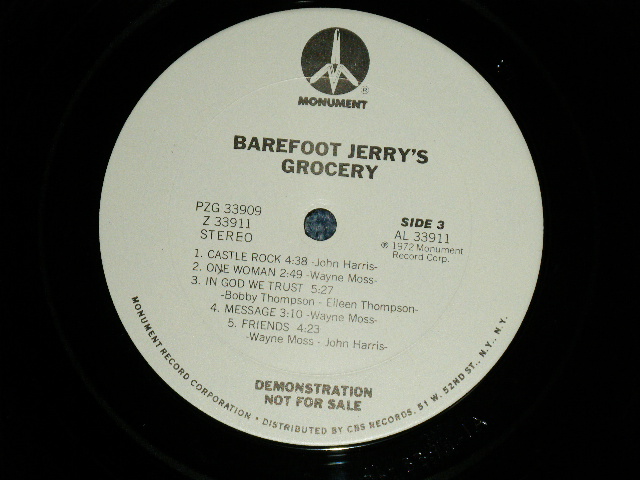 MONUMENT
®
BAREFOOT JERRY'S
GROCERY
PZG 33909
Z 33911
STEREO
SIDE 3
AL 33911
℗ 1972 Monument
Record Corp.
1. CASTLE ROCK 4:38 -John Harris-
2. ONE WOMAN 2:49 -Wayne Moss-
3. IN GOD WE TRUST 5:27
-Bobby Thompson - Eileen Thompson-
4. MESSAGE 3:10 -Wayne Moss-
5. FRIENDS 4:23
-Wayne Moss - John Harris-
DEMONSTRATION
NOT FOR SALE
MONUMENT RECORD CORPORATION • DISTRIBUTED BY CBS RECORDS, 51 W. 52ND ST., N.Y., N.Y.